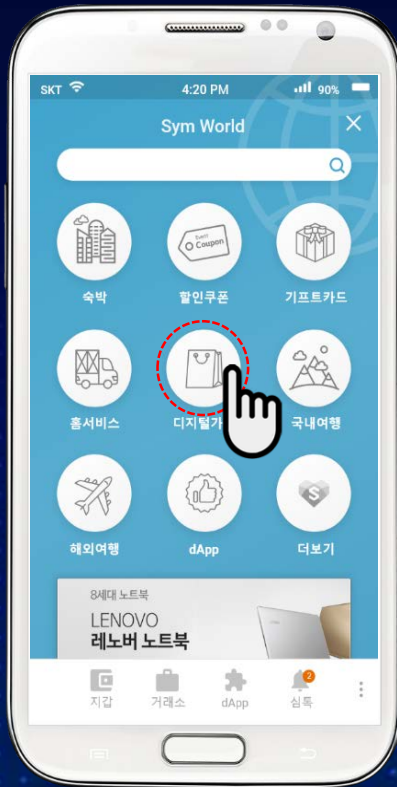 SKT 4:20 PM 90%
Sym World
Event
Coupon
숙박 할인쿠폰 기프트카드
홈서비스 디지털가 국내여행
해외여행 dApp 더보기
8세대 노트북
LENOVO
레노버 노트북
2
지갑 거래소 dApp 심톡